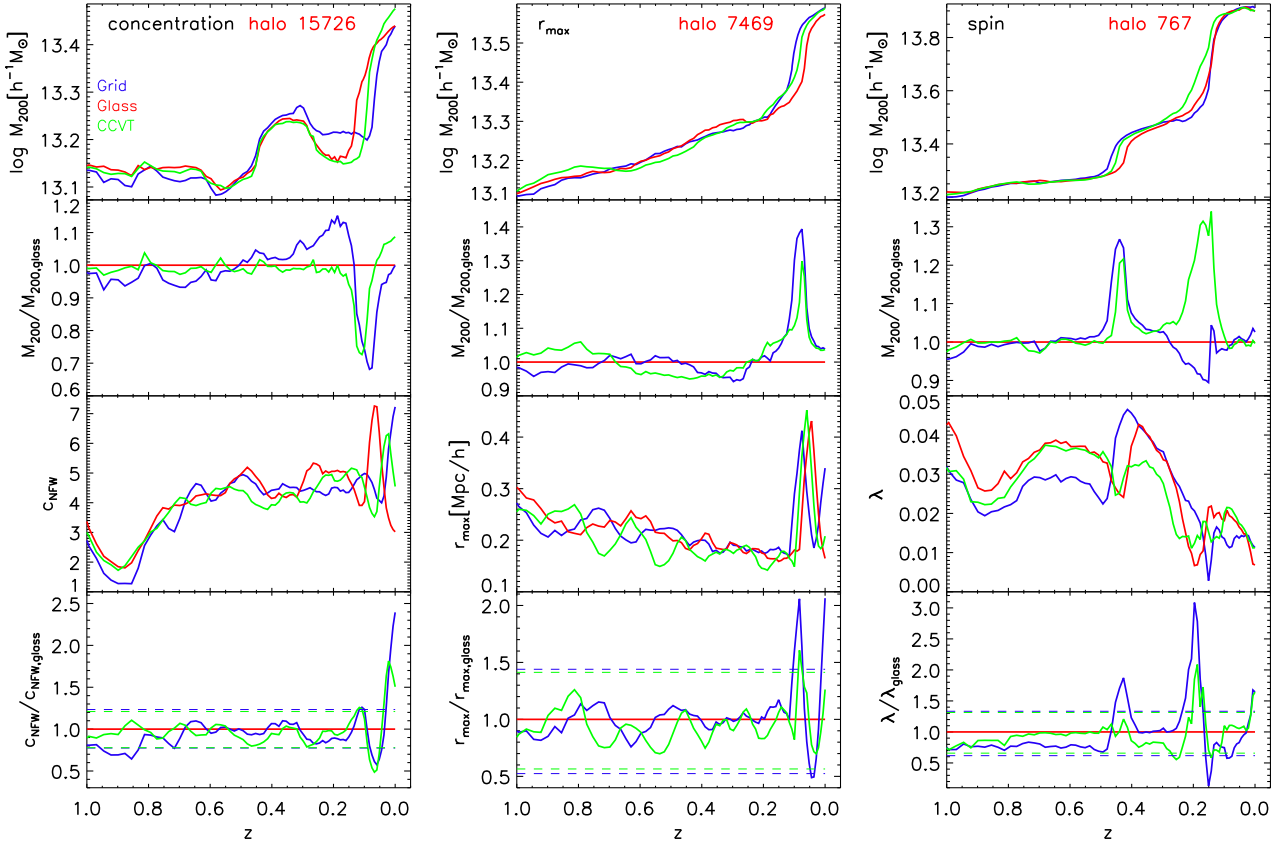 concentration halo 15726
Grid
Glass
CCVT
log M200[h⁻¹M☉]
13.4
13.3
13.2
13.1
M200/M200,glass
1.2
1.1
1.0
0.9
0.8
0.7
0.6
cNFW
7
6
5
4
3
2
1
cNFW/cNFW,glass
2.5
2.0
1.5
1.0
0.5
1.0 0.8 0.6 0.4 0.2 0.0
z
rmax halo 7469
log M200[h⁻¹M☉]
13.5
13.4
13.3
13.2
13.1
M200/M200,glass
1.4
1.3
1.2
1.1
1.0
0.9
rmax[Mpc/h]
0.4
0.3
0.2
0.1
rmax/rmax,glass
2.0
1.5
1.0
0.5
1.0 0.8 0.6 0.4 0.2 0.0
z
spin halo 767
log M200[h⁻¹M☉]
13.8
13.6
13.4
13.2
M200/M200,glass
1.3
1.2
1.1
1.0
0.9
λ
0.05
0.04
0.03
0.02
0.01
0.00
λ/λglass
3.0
2.5
2.0
1.5
1.0
0.5
1.0 0.8 0.6 0.4 0.2 0.0
z